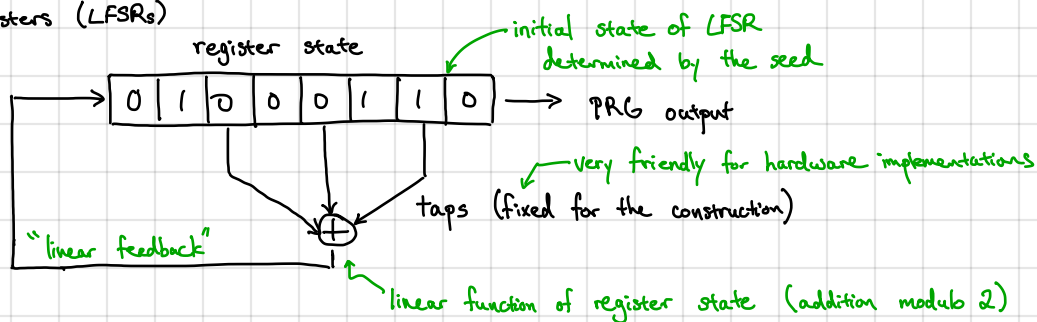 sters (LFSRs)
register state
initial state of LFSR
determined by the seed
0 1 0 0 0 1 1 0
PRG output
very friendly for hardware implementations
taps (fixed for the construction)
"linear feedback"
linear function of register state (addition modulo 2)